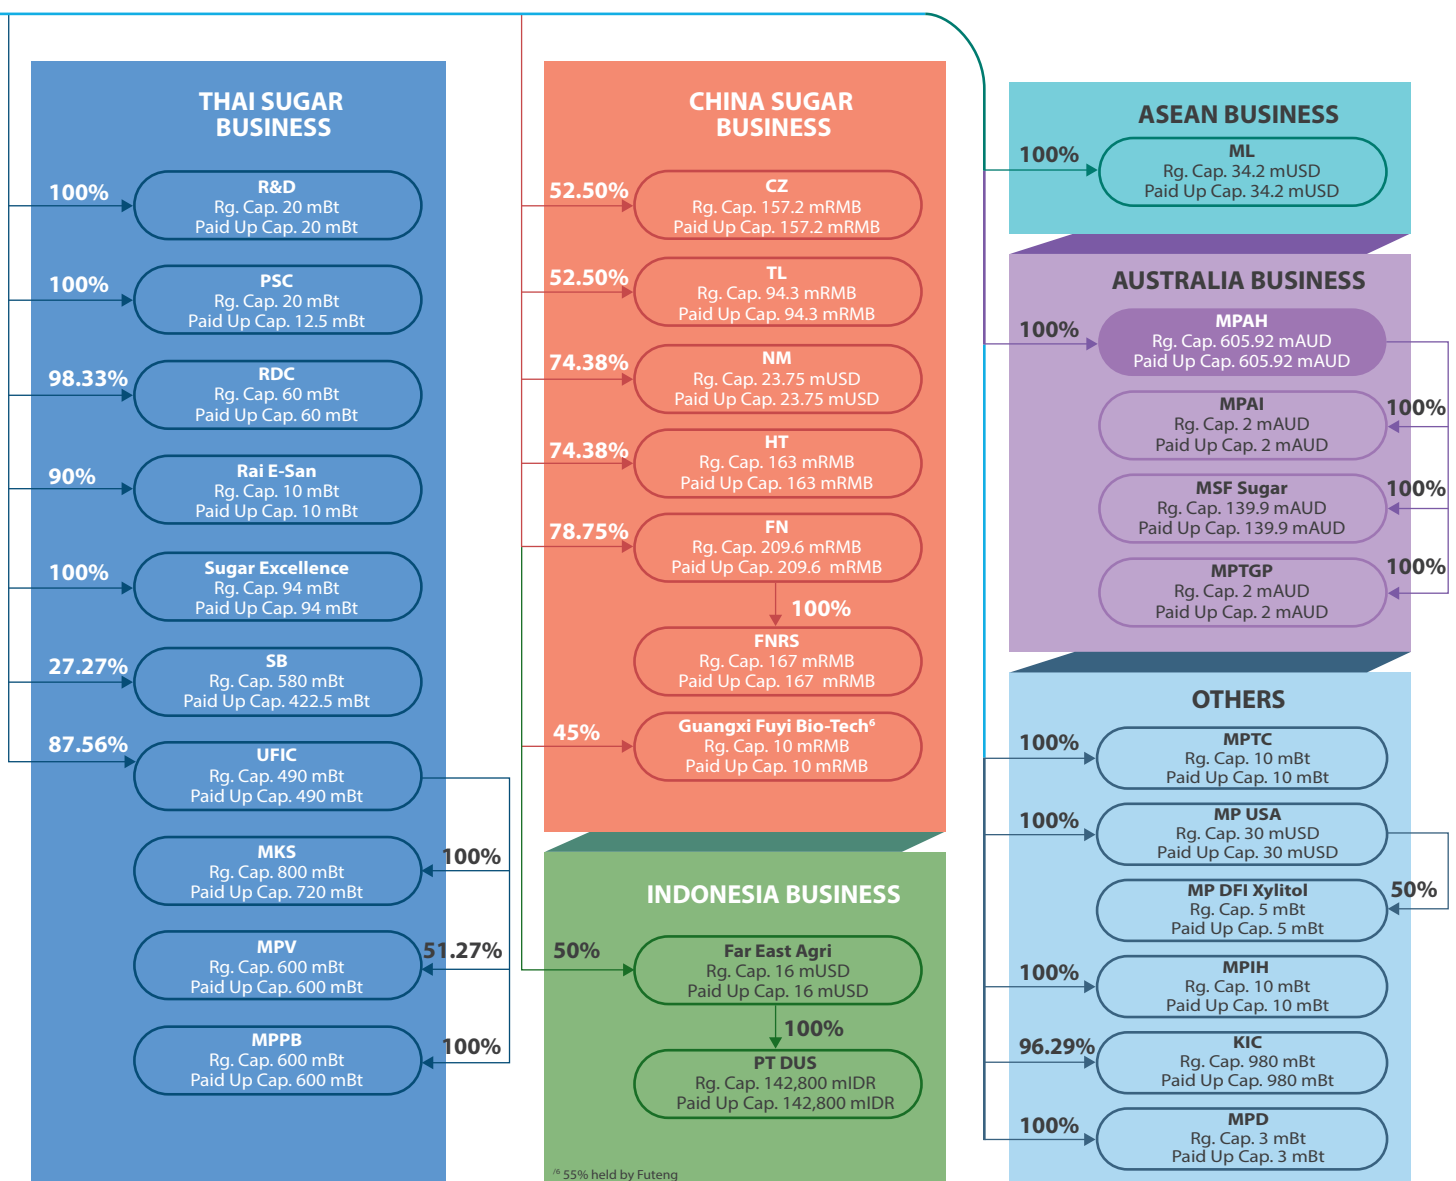 THAI SUGAR
BUSINESS
100%
R&D
Rg. Cap. 20 mBt
Paid Up Cap. 20 mBt
100%
PSC
Rg. Cap. 20 mBt
Paid Up Cap. 12.5 mBt
98.33%
RDC
Rg. Cap. 60 mBt
Paid Up Cap. 60 mBt
90%
Rai E-San
Rg. Cap. 10 mBt
Paid Up Cap. 10 mBt
100%
Sugar Excellence
Rg. Cap. 94 mBt
Paid Up Cap. 94 mBt
27.27%
SB
Rg. Cap. 580 mBt
Paid Up Cap. 422.5 mBt
87.56%
UFIC
Rg. Cap. 490 mBt
Paid Up Cap. 490 mBt
MKS
Rg. Cap. 800 mBt
Paid Up Cap. 720 mBt
100%
MPV
Rg. Cap. 600 mBt
Paid Up Cap. 600 mBt
51.27%
MPPB
Rg. Cap. 600 mBt
Paid Up Cap. 600 mBt
100%
CHINA SUGAR
BUSINESS
52.50%
CZ
Rg. Cap. 157.2 mRMB
Paid Up Cap. 157.2 mRMB
52.50%
TL
Rg. Cap. 94.3 mRMB
Paid Up Cap. 94.3 mRMB
74.38%
NM
Rg. Cap. 23.75 mUSD
Paid Up Cap. 23.75 mUSD
74.38%
HT
Rg. Cap. 163 mRMB
Paid Up Cap. 163 mRMB
78.75%
FN
Rg. Cap. 209.6 mRMB
Paid Up Cap. 209.6 mRMB
100%
FNRS
Rg. Cap. 167 mRMB
Paid Up Cap. 167 mRMB
45%
Guangxi Fuyi Bio-Tech⁶
Rg. Cap. 10 mRMB
Paid Up Cap. 10 mRMB
INDONESIA BUSINESS
50%
Far East Agri
Rg. Cap. 16 mUSD
Paid Up Cap. 16 mUSD
100%
PT DUS
Rg. Cap. 142,800 mIDR
Paid Up Cap. 142,800 mIDR
/6 55% held by Futeng
ASEAN BUSINESS
100%
ML
Rg. Cap. 34.2 mUSD
Paid Up Cap. 34.2 mUSD
AUSTRALIA BUSINESS
100%
MPAH
Rg. Cap. 605.92 mAUD
Paid Up Cap. 605.92 mAUD
MPAI
Rg. Cap. 2 mAUD
Paid Up Cap. 2 mAUD
100%
MSF Sugar
Rg. Cap. 139.9 mAUD
Paid Up Cap. 139.9 mAUD
100%
MPTGP
Rg. Cap. 2 mAUD
Paid Up Cap. 2 mAUD
100%
OTHERS
100%
MPTC
Rg. Cap. 10 mBt
Paid Up Cap. 10 mBt
100%
MP USA
Rg. Cap. 30 mUSD
Paid Up Cap. 30 mUSD
MP DFI Xylitol
Rg. Cap. 5 mBt
Paid Up Cap. 5 mBt
50%
100%
MPIH
Rg. Cap. 10 mBt
Paid Up Cap. 10 mBt
96.29%
KIC
Rg. Cap. 980 mBt
Paid Up Cap. 980 mBt
100%
MPD
Rg. Cap. 3 mBt
Paid Up Cap. 3 mBt